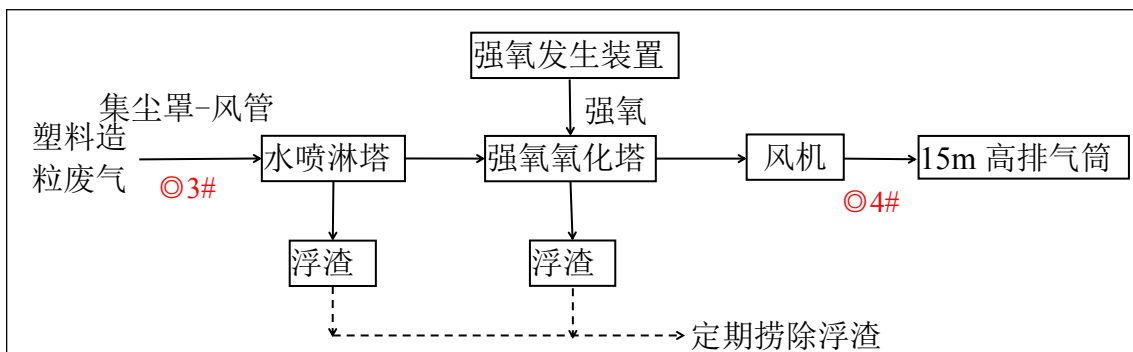 强氧发生装置
集尘罩-风管
强氧
塑料造
粒废气
水喷淋塔
强氧氧化塔
风机
15m 高排气筒
◎3#
◎4#
浮渣
浮渣
定期捞除浮渣